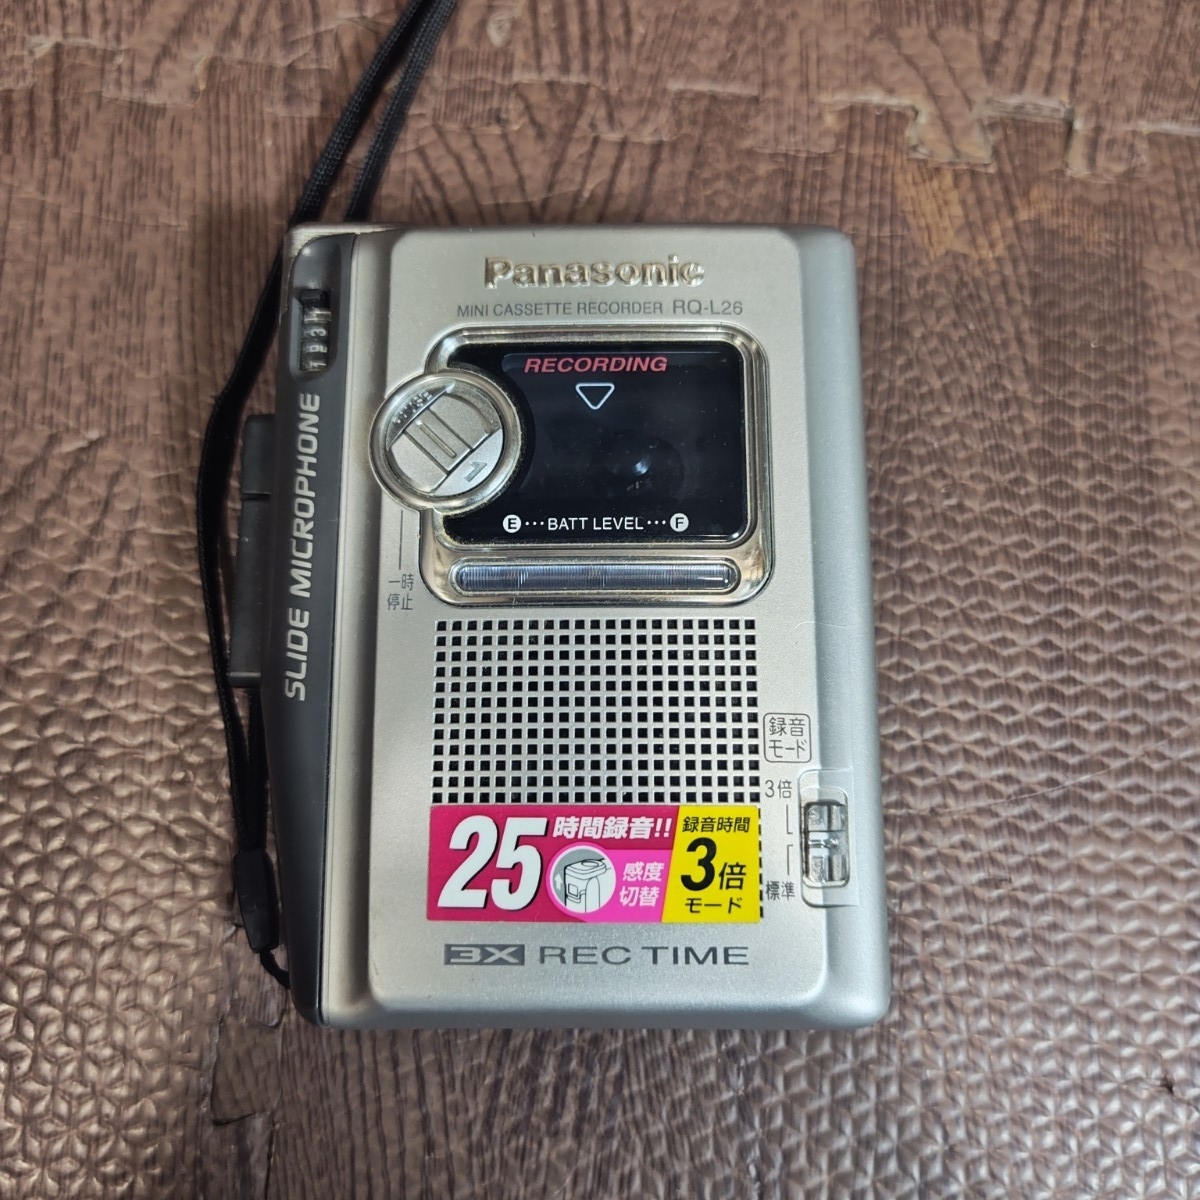 Panasonic
MINI CASSETTE RECORDER RQ-L26
RECORDING
E···BATT LEVEL···F
一時
停止
SLIDE MICROPHONE
録音
モード
3倍
標準
25時間録音!!
感度
切替
録音時間
3倍
モード
3X REC TIME